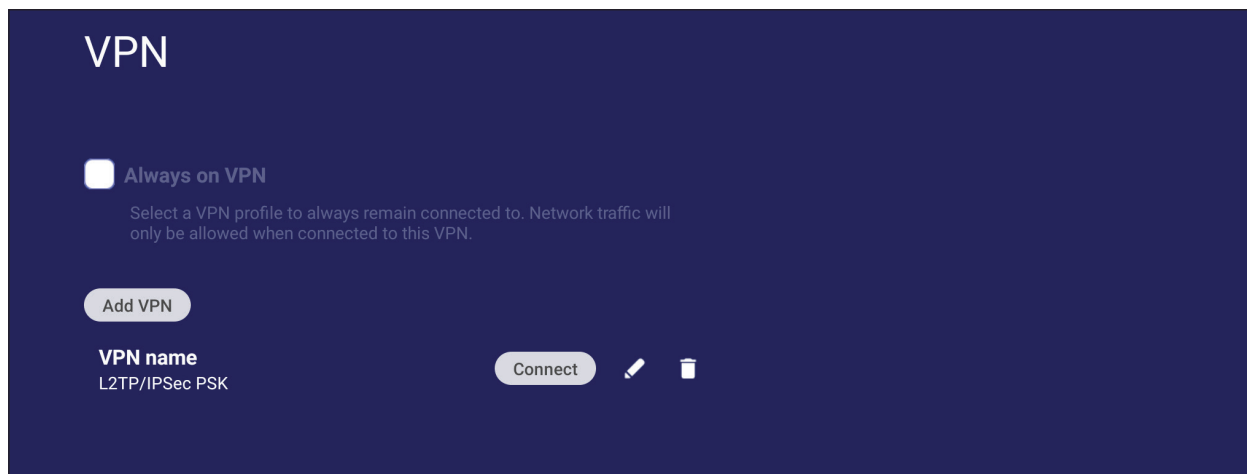 VPN
Always on VPN
Select a VPN profile to always remain connected to. Network traffic will
only be allowed when connected to this VPN.
Add VPN
VPN name
L2TP/IPSec PSK
Connect